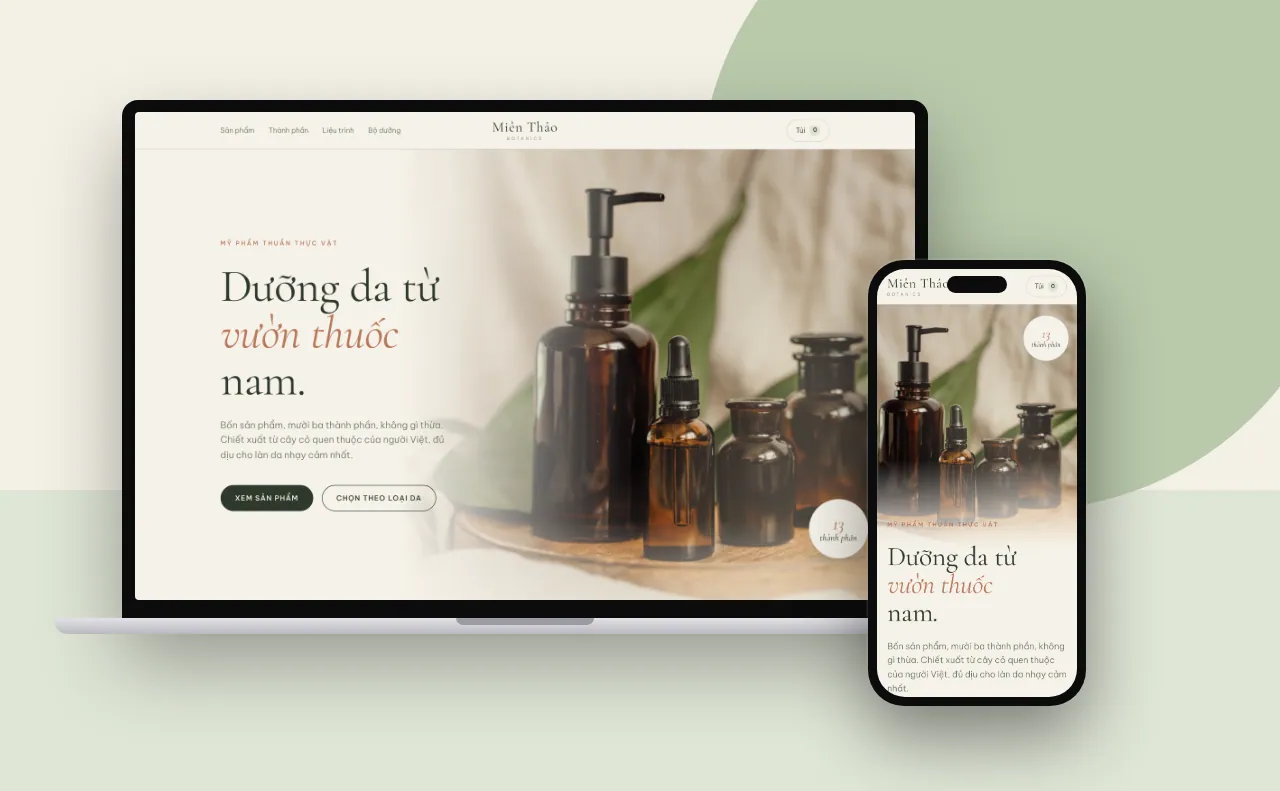 Sản phẩm Thành phần Liệu trình Bộ dưỡng
Miên Thảo
BOTANICS
Túi 0
MỸ PHẨM THUẦN THỰC VẬT
Dưỡng da từ
vườn thuốc
nam.
Bốn sản phẩm, mười ba thành phần, không gì thừa.
Chiết xuất từ cây cỏ quen thuộc của người Việt, đủ
dịu cho làn da nhạy cảm nhất.
XEM SẢN PHẨM CHỌN THEO LOẠI DA
13
thành phần
Miên Thảo
BOTANICS
Túi 0
13
thành phần
MỸ PHẨM THUẦN THỰC VẬT
Dưỡng da từ
vườn thuốc
nam.
Bốn sản phẩm, mười ba thành phần, không
gì thừa. Chiết xuất từ cây cỏ quen thuộc
của người Việt, đủ dịu cho làn da nhạy cảm
nhất.